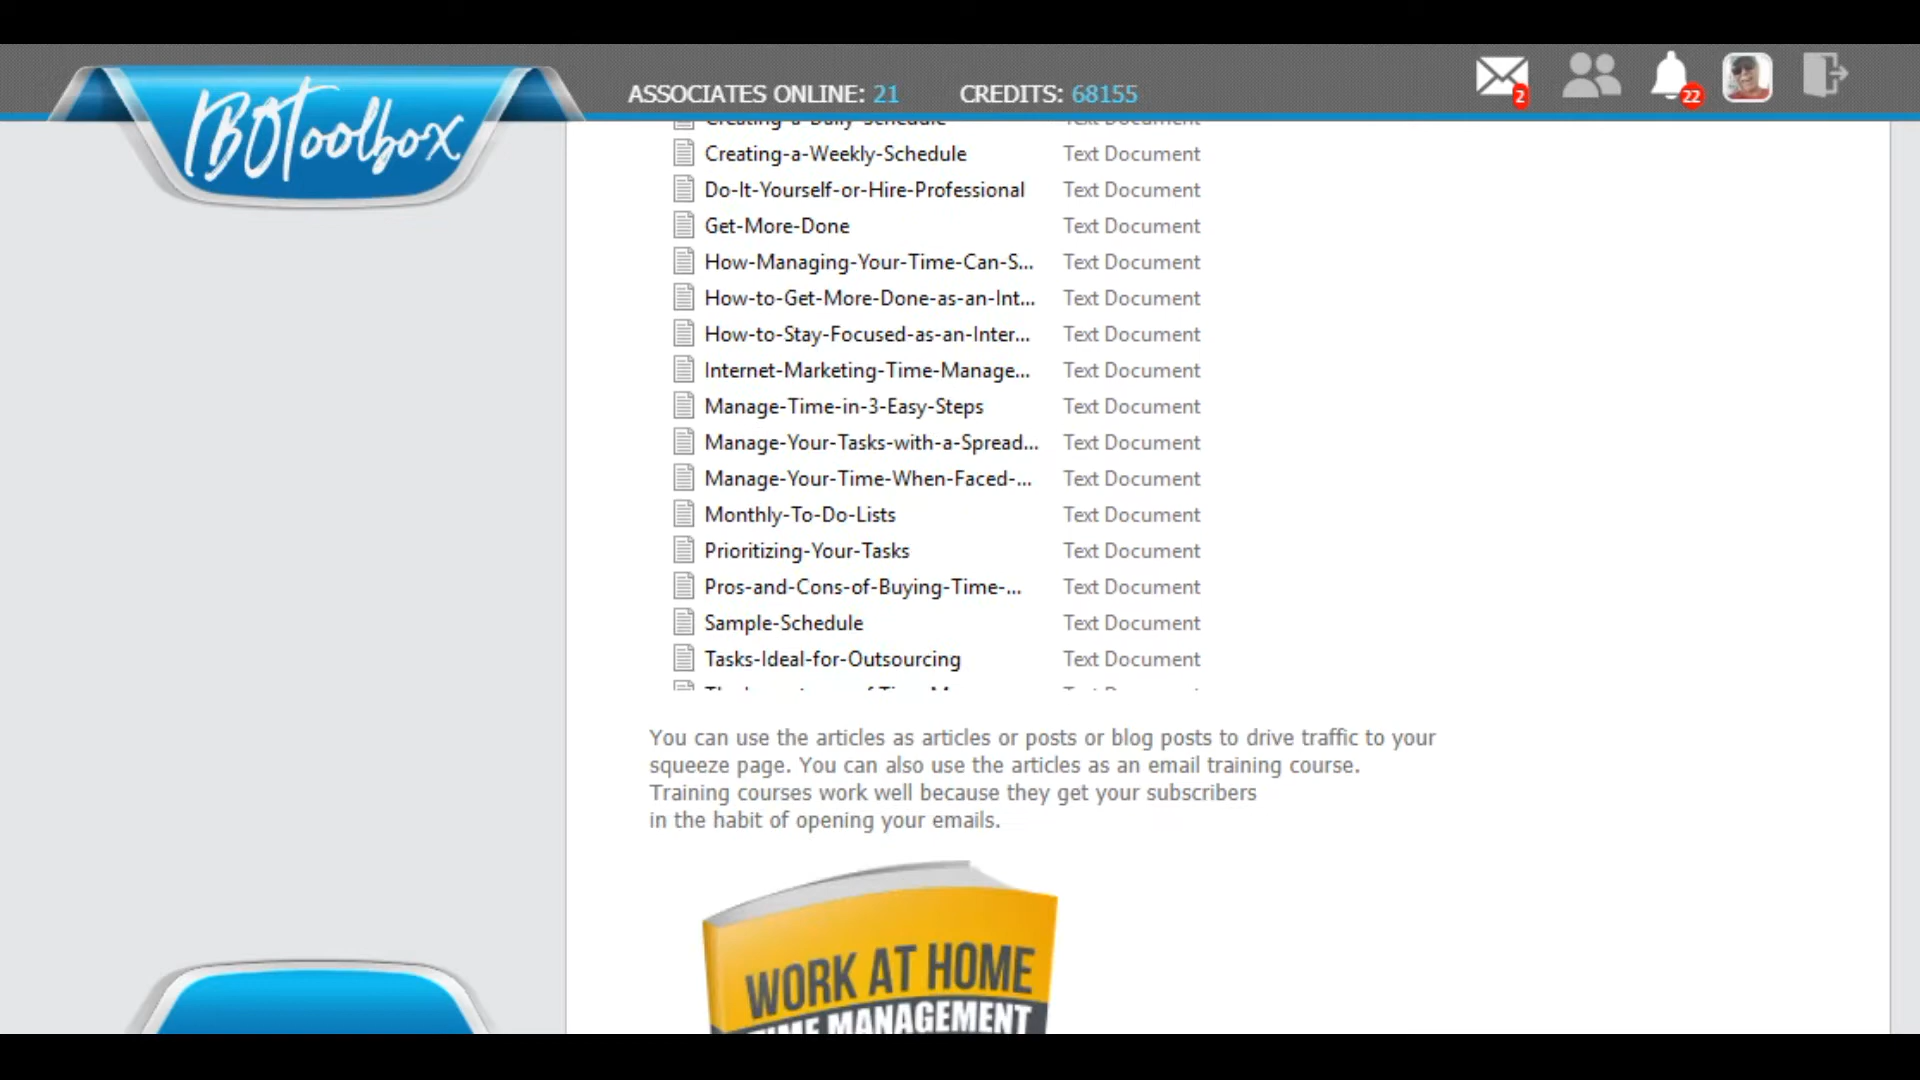 IBOToolbox
ASSOCIATES ONLINE: 21
CREDITS: 68155
2
22
Creating-a-Daily-Schedule Text Document
Creating-a-Weekly-Schedule Text Document
Do-It-Yourself-or-Hire-Professional Text Document
Get-More-Done Text Document
How-Managing-Your-Time-Can-S... Text Document
How-to-Get-More-Done-as-an-Int... Text Document
How-to-Stay-Focused-as-an-Inter... Text Document
Internet-Marketing-Time-Manage... Text Document
Manage-Time-in-3-Easy-Steps Text Document
Manage-Your-Tasks-with-a-Spread... Text Document
Manage-Your-Time-When-Faced-... Text Document
Monthly-To-Do-Lists Text Document
Prioritizing-Your-Tasks Text Document
Pros-and-Cons-of-Buying-Time-... Text Document
Sample-Schedule Text Document
Tasks-Ideal-for-Outsourcing Text Document
You can use the articles as articles or posts or blog posts to drive traffic to your
squeeze page. You can also use the articles as an email training course.
Training courses work well because they get your subscribers
in the habit of opening your emails.
WORK AT HOME
TIME MANAGEMENT